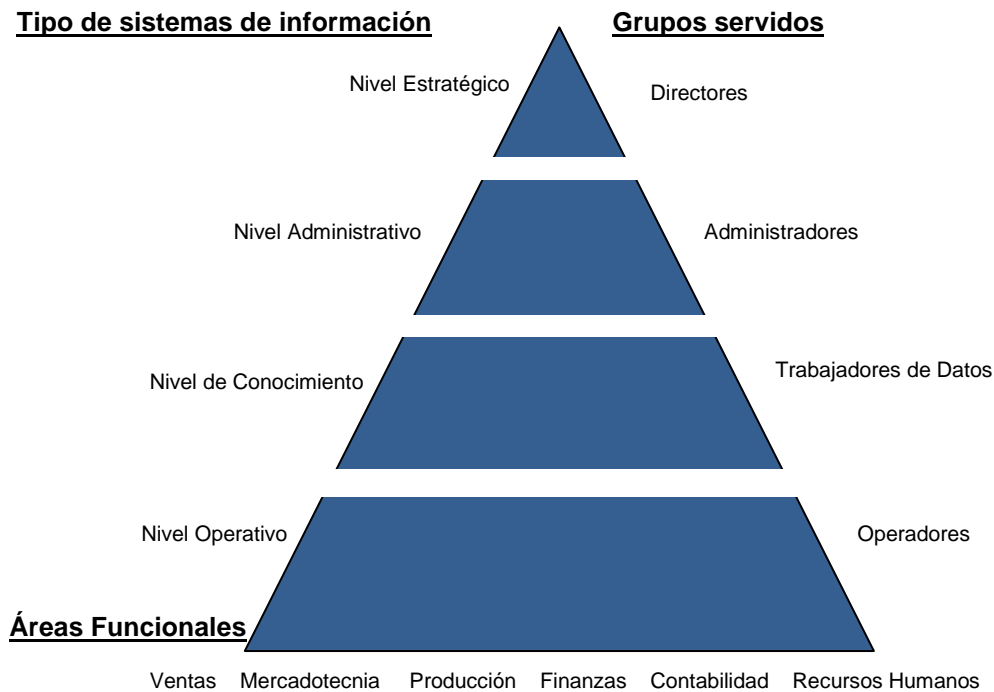 Tipo de sistemas de información
Grupos servidos
Nivel Estratégico
Directores
Nivel Administrativo
Administradores
Nivel de Conocimiento
Trabajadores de Datos
Nivel Operativo
Operadores
Áreas Funcionales
Ventas Mercadotecnia Producción Finanzas Contabilidad Recursos Humanos